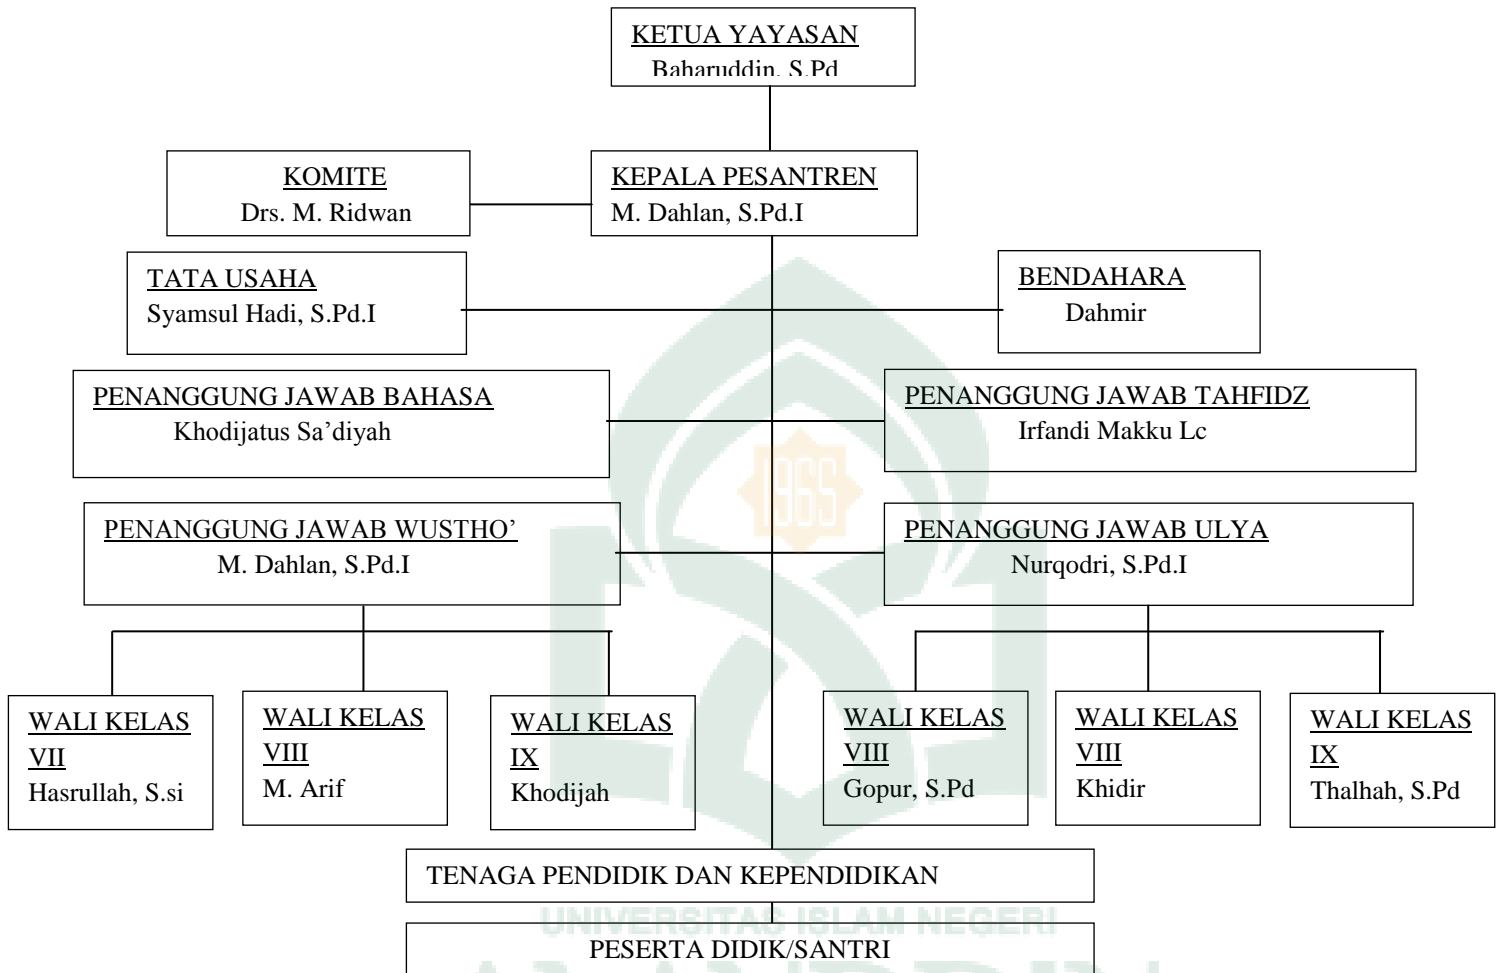 KETUA YAYASAN
Baharuddin, S.Pd
KOMITE
Drs. M. Ridwan
KEPALA PESANTREN
M. Dahlan, S.Pd.I
TATA USAHA
Syamsul Hadi, S.Pd.I
BENDAHARA
Dahmir
PENANGGUNG JAWAB BAHASA
Khodijatus Sa’diyah
PENANGGUNG JAWAB TAHFIDZ
Irfandi Makku Lc
1965
PENANGGUNG JAWAB WUSTHO’
M. Dahlan, S.Pd.I
PENANGGUNG JAWAB ULYA
Nurqodri, S.Pd.I
WALI KELAS
VII
Hasrullah, S.si
WALI KELAS
VIII
M. Arif
WALI KELAS
IX
Khodijah
WALI KELAS
VIII
Gopur, S.Pd
WALI KELAS
VIII
Khidir
WALI KELAS
IX
Thalhah, S.Pd
TENAGA PENDIDIK DAN KEPENDIDIKAN
UNIVERSITAS ISLAM NEGERI
PESERTA DIDIK/SANTRI